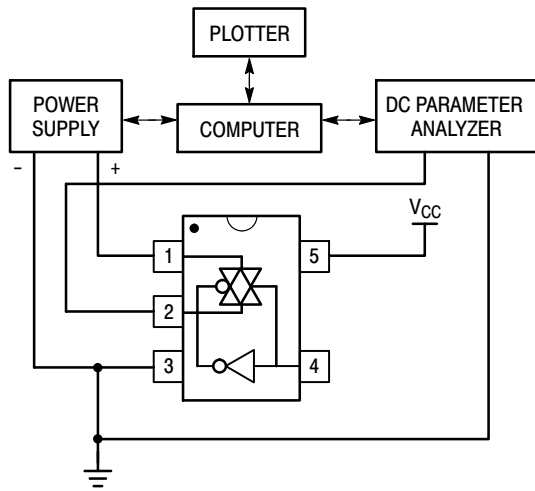 PLOTTER
POWER
SUPPLY
COMPUTER
DC PARAMETER
ANALYZER
-
+
VCC
1
5
2
3
4